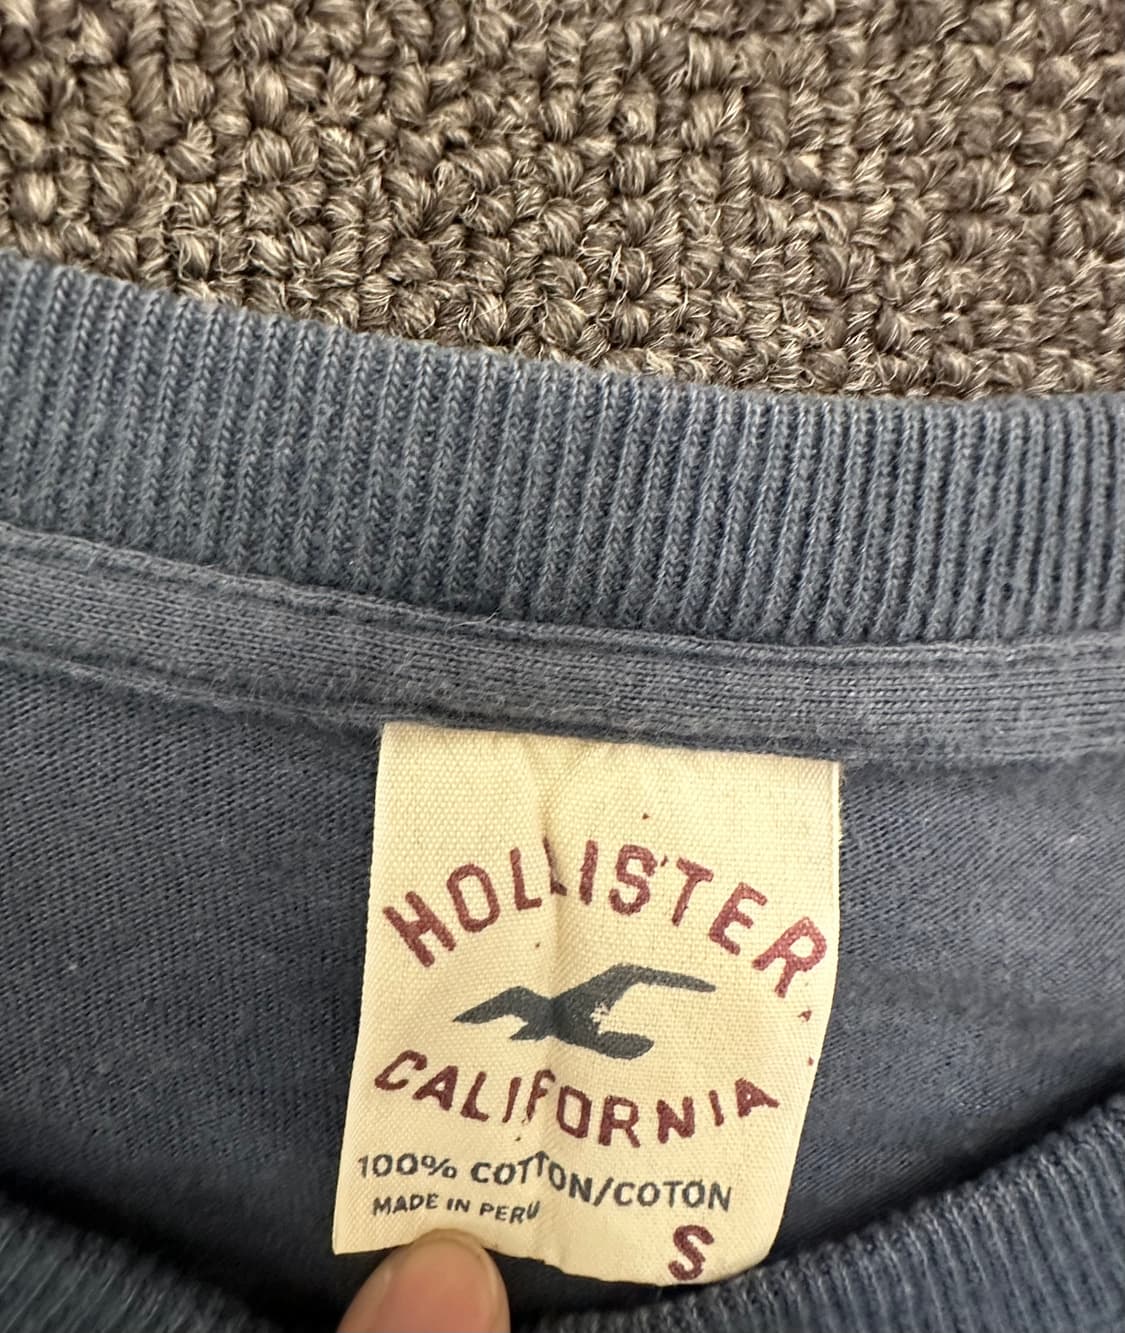 HOLLISTER
CALIFORNIA
100% COTTON/COTON
MADE IN PERU
S